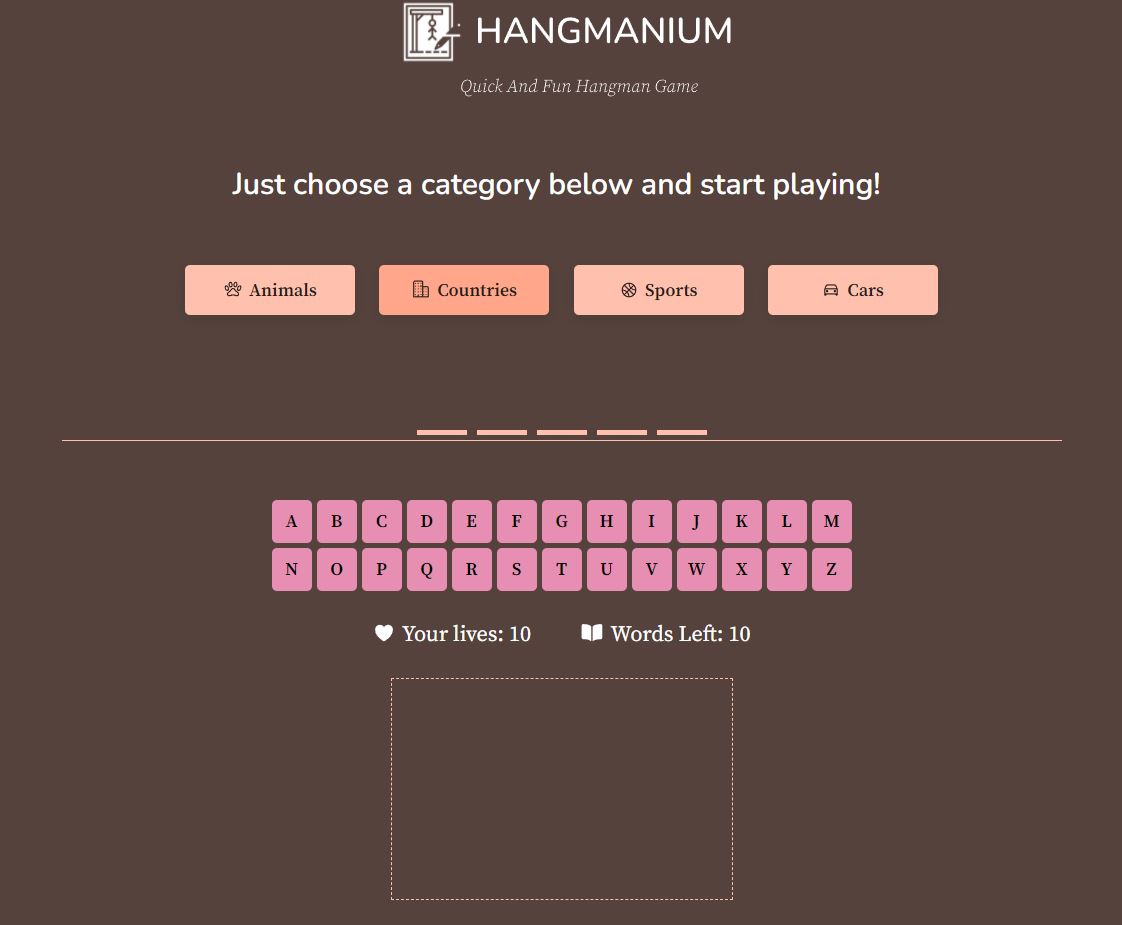 HANGMANIUM
Quick And Fun Hangman Game
Just choose a category below and start playing!
Animals Countries Sports Cars
A B C D E F G H I J K L M
N O P Q R S T U V W X Y Z
Your lives: 10 Words Left: 10